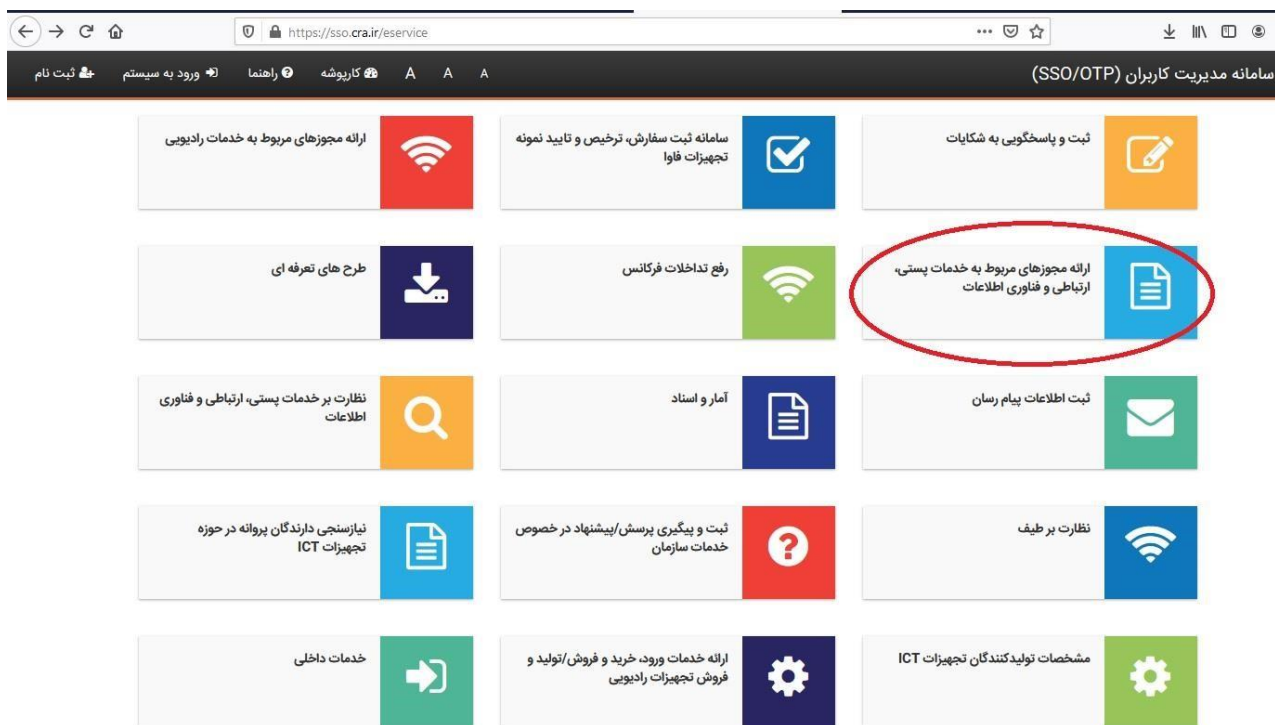 https://sso.cra.ir/eservice
سامانه مدیریت کاربران (SSO/OTP)
A A A کارپوشه راهنما ورود به سیستم ثبت نام
ثبت و پاسخگویی به شکایات
سامانه ثبت سفارش، ترخیص و تایید نمونه
تجهیزات فاوا
ارائه مجوزهای مربوط به خدمات رادیویی
ارائه مجوزهای مربوط به خدمات پستی،
ارتباطی و فناوری اطلاعات
رفع تداخلات فرکانس
طرح های تعرفه ای
ثبت اطلاعات پیام رسان
آمار و اسناد
نظارت بر خدمات پستی، ارتباطی و فناوری
اطلاعات
نظارت بر طیف
ثبت و پیگیری پرسش/پیشنهاد در خصوص
خدمات سازمان
نیازسنجی دارندگان پروانه در حوزه
تجهیزات ICT
مشخصات تولیدکنندگان تجهیزات ICT
ارائه خدمات ورود، خرید و فروش/تولید و
فروش تجهیزات رادیویی
خدمات داخلی